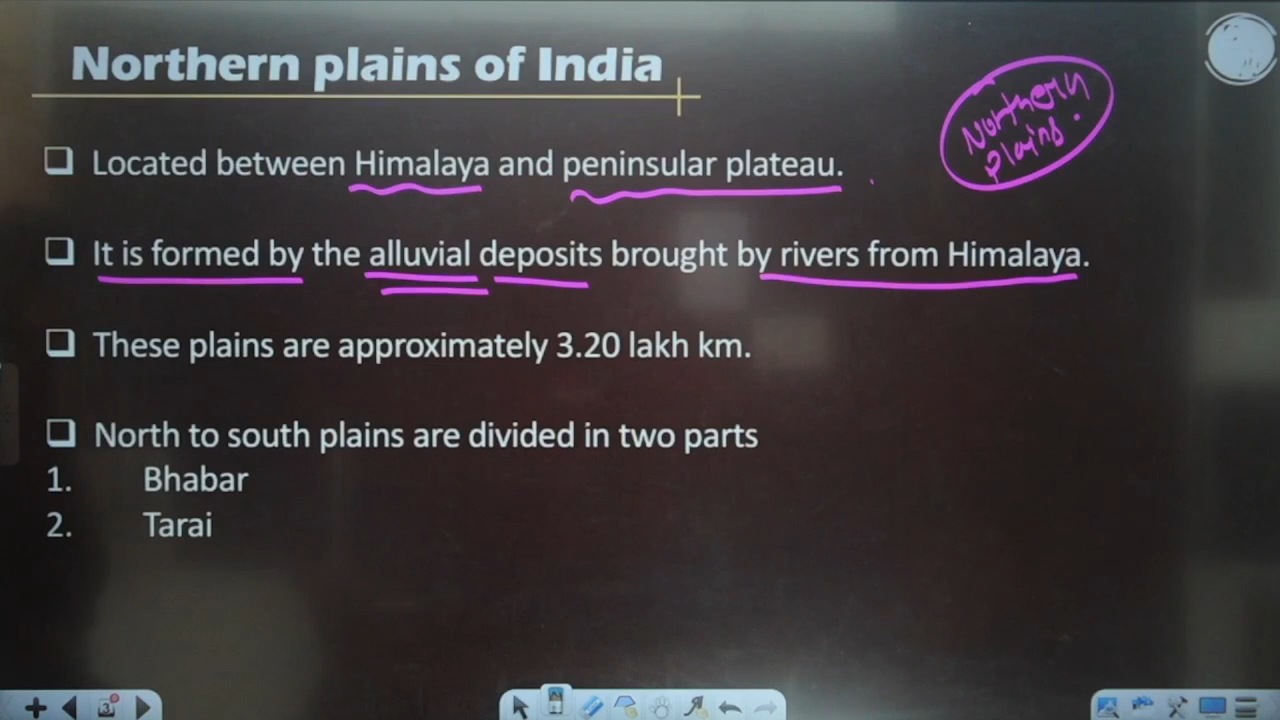 Northern plains of India
Northern
plains.
❑ Located between Himalaya and peninsular plateau.
❑ It is formed by the alluvial deposits brought by rivers from Himalaya.
❑ These plains are approximately 3.20 lakh km.
❑ North to south plains are divided in two parts
1. Bhabar
2. Tarai
3